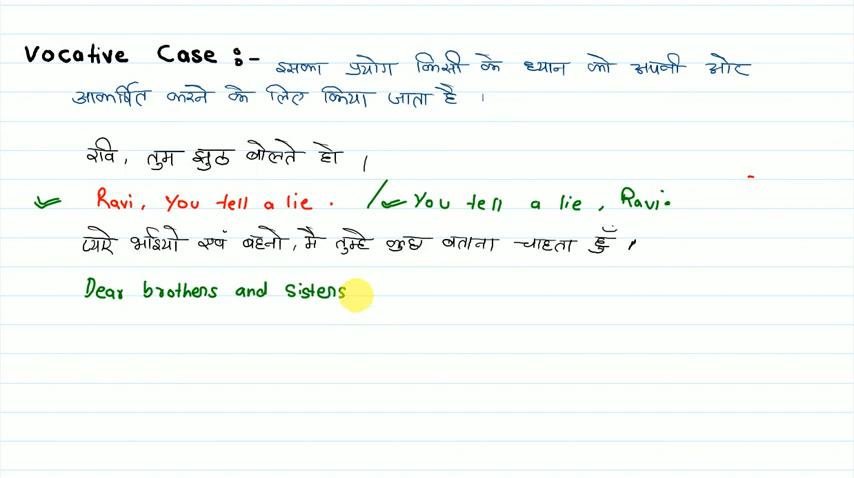 Vocative Case :- इसका प्रयोग किसी के ध्यान को अपनी ओर
आकर्षित करने के लिए किया जाता है ।
रवि, तुम झुठ बोलते हो ।
Ravi, You tell a lie. / You tell a lie, Ravi.
प्यारे भाईयो एवं बहनो, मै तुम्हे कुछ बताना चाहता हुँ ।
Dear brothers and sisters